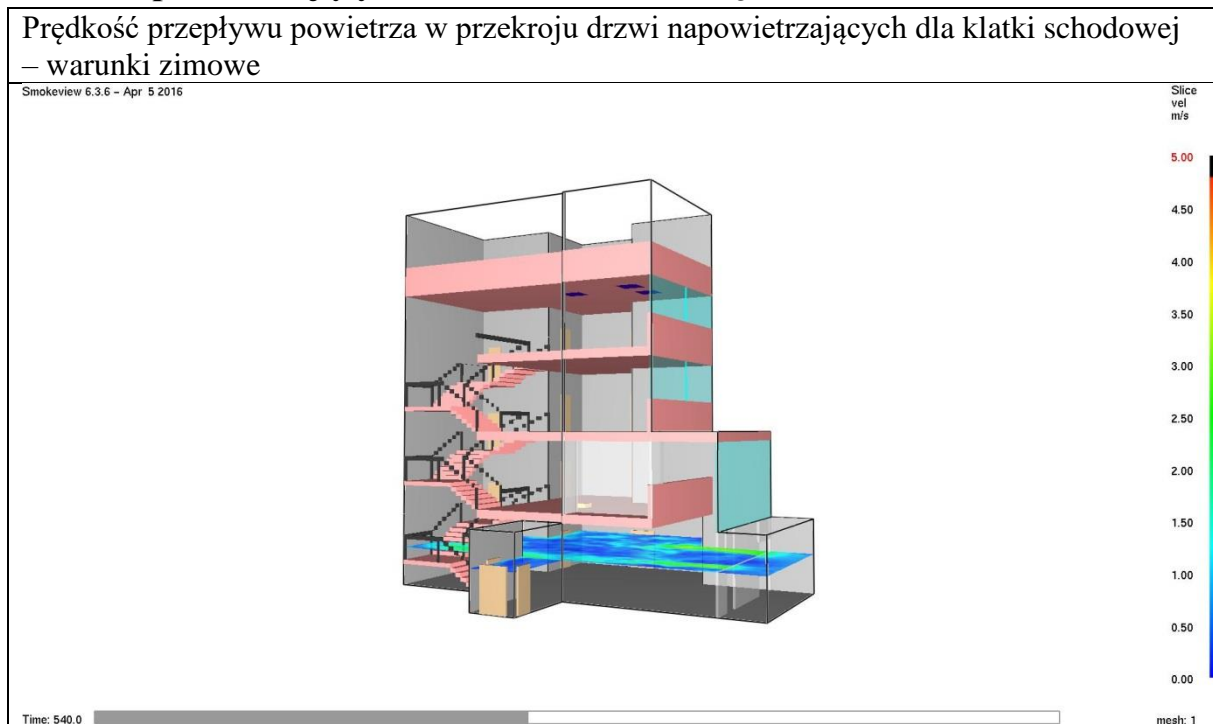 Prędkość przepływu powietrza w przekroju drzwi napowietrzających dla klatki schodowej
– warunki zimowe
Smokeview 6.3.6 – Apr 5 2016
Slice
vel
m/s
5.00
4.50
4.00
3.50
3.00
2.50
2.00
1.50
1.00
0.50
0.00
Time: 540.0
mesh: 1